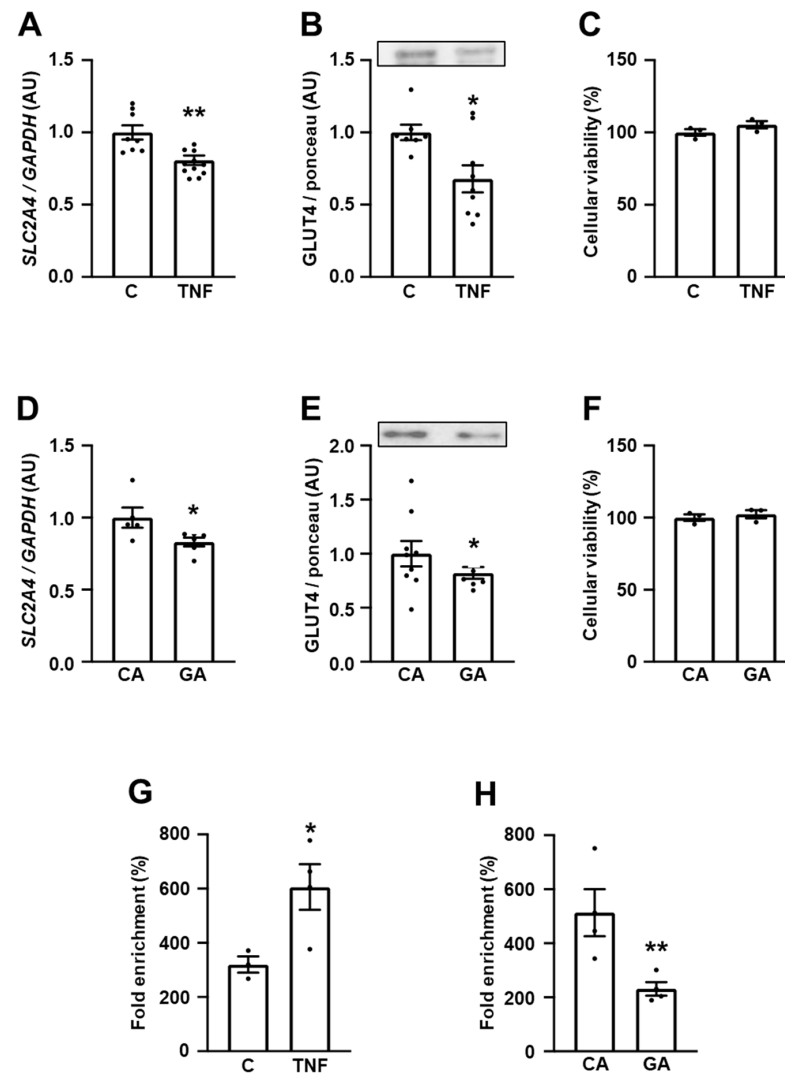 A
SLC2A4 / GAPDH (AU)
1.5
1.0
0.5
0.0
**
C
TNF
B
GLUT4 / ponceau (AU)
1.5
1.0
0.5
0.0
*
C
TNF
C
Cellular viability (%)
150
100
50
0
C
TNF
D
SLC2A4 / GAPDH (AU)
1.5
1.0
0.5
0.0
*
CA
GA
E
GLUT4 / ponceau (AU)
2.0
1.5
1.0
0.5
0.0
*
CA
GA
F
Cellular viability (%)
150
100
50
0
CA
GA
G
Fold enrichment (%)
800
600
400
200
0
*
C
TNF
H
Fold enrichment (%)
800
600
400
200
0
**
CA
GA